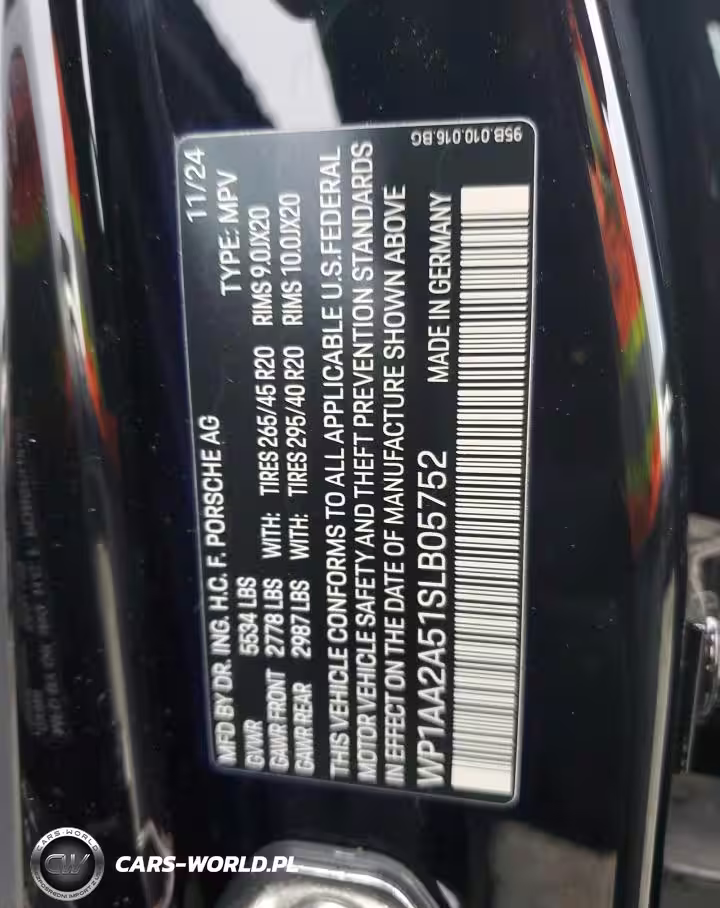 MFD BY DR. ING. H.C. F. PORSCHE AG 11/24
GVWR 5534 LBS TYPE: MPV
GAWR FRONT 2778 LBS WITH: TIRES 265/45 R20 RIMS 9.0JX20
GAWR REAR 2987 LBS WITH: TIRES 295/40 R20 RIMS 10.0JX20
THIS VEHICLE CONFORMS TO ALL APPLICABLE U.S.FEDERAL
MOTOR VEHICLE SAFETY AND THEFT PREVENTION STANDARDS
IN EFFECT ON THE DATE OF MANUFACTURE SHOWN ABOVE
WP1AA2A51SLB05752 MADE IN GERMANY
95B.010.016.BG
CARS-WORLD
CW
CARS-WORLD.PL